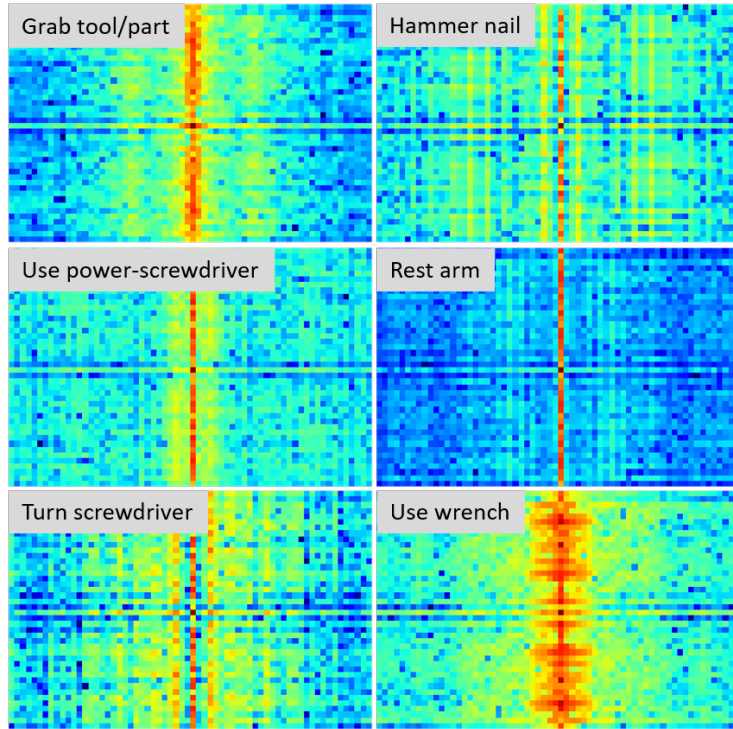 Grab tool/part
Hammer nail
Use power-screwdriver
Rest arm
Turn screwdriver
Use wrench